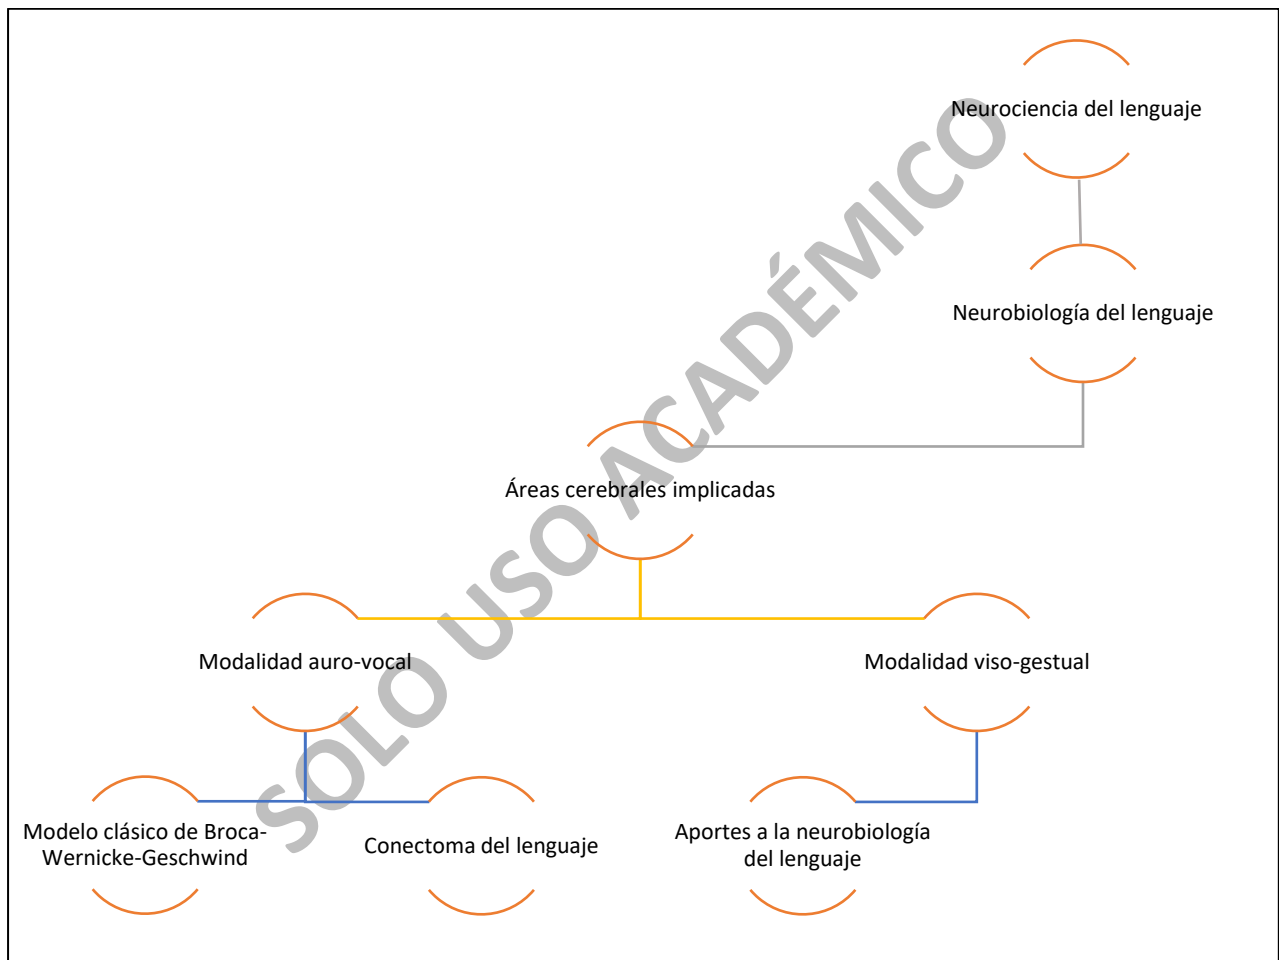 Neurociencia del lenguaje
Neurobiología del lenguaje
Áreas cerebrales implicadas
Modalidad auro-vocal
Modalidad viso-gestual
Modelo clásico de Broca-
Wernicke-Geschwind
Conectoma del lenguaje
Aportes a la neurobiología
del lenguaje
SOLO USO ACADÉMICO